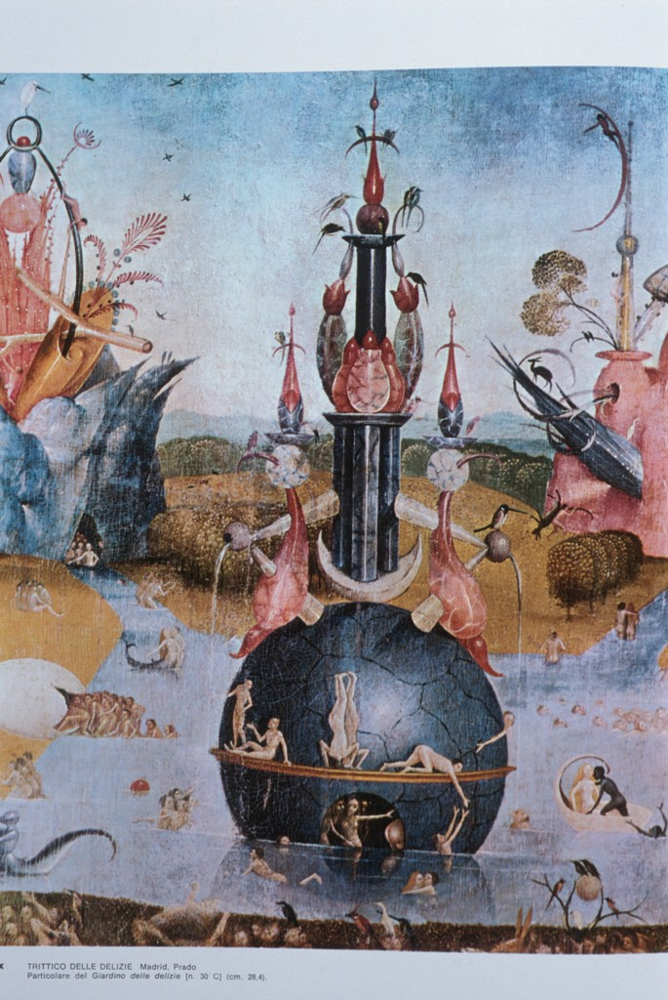 X TRITTICO DELLE DELIZIE Madrid, Prado
Particolare del Giardino delle delizie [n. 30 C] (cm. 28,4).